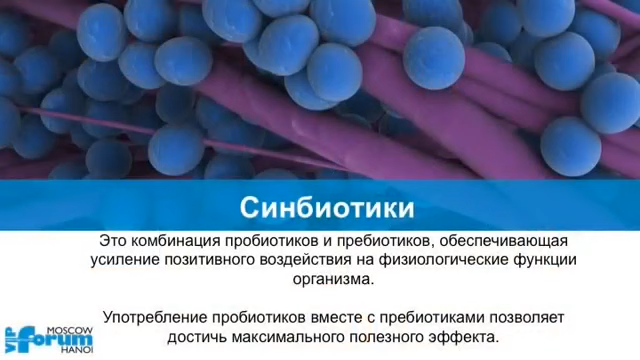 Синбиотики
Это комбинация пробиотиков и пребиотиков, обеспечивающая
усиление позитивного воздействия на физиологические функции
организма.
Употребление пробиотиков вместе с пребиотиками позволяет
достичь максимального полезного эффекта.
VIP
MOSCOW
forum
HANOI